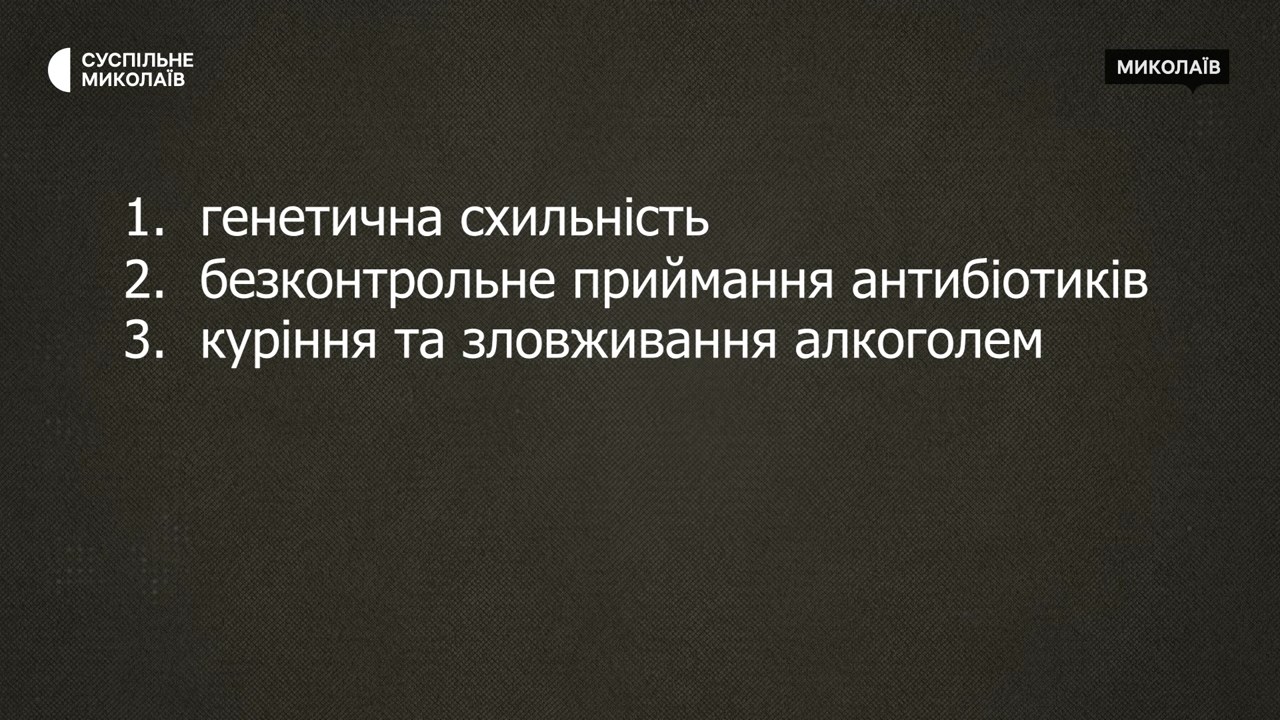 СУСПІЛЬНЕ
МИКОЛАЇВ
МИКОЛАЇВ
1. генетична схильність
2. безконтрольне приймання антибіотиків
3. куріння та зловживання алкоголем